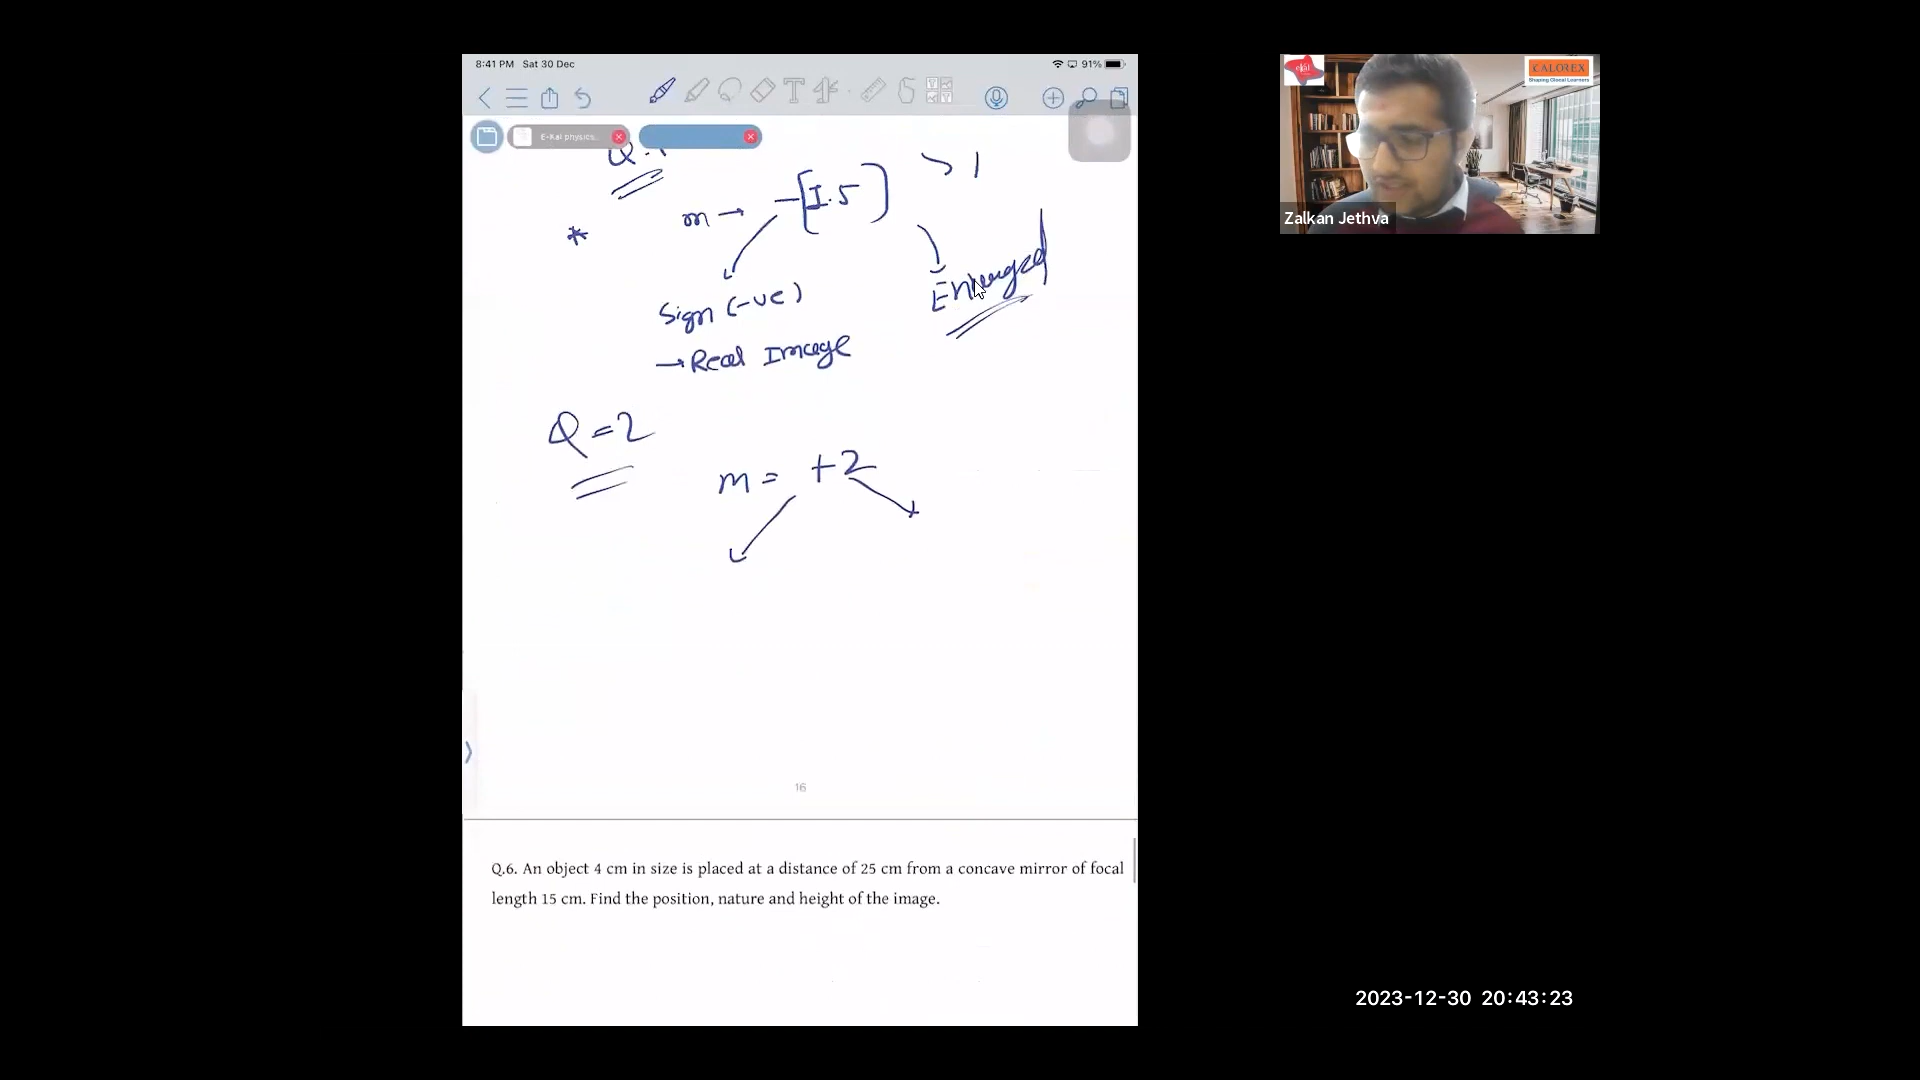 8:41 PM Sat 30 Dec
91%
E-Kal physics...
Q.
> 1
m → -[I.5]
*
Sign (-ve)
→ Real Image
Enlarged
Q = 2
m = +2
16
Q.6. An object 4 cm in size is placed at a distance of 25 cm from a concave mirror of focal
length 15 cm. Find the position, nature and height of the image.
CALOREX
Shaping Glocal Learners
Zalkan Jethva
2023-12-30 20:43:23